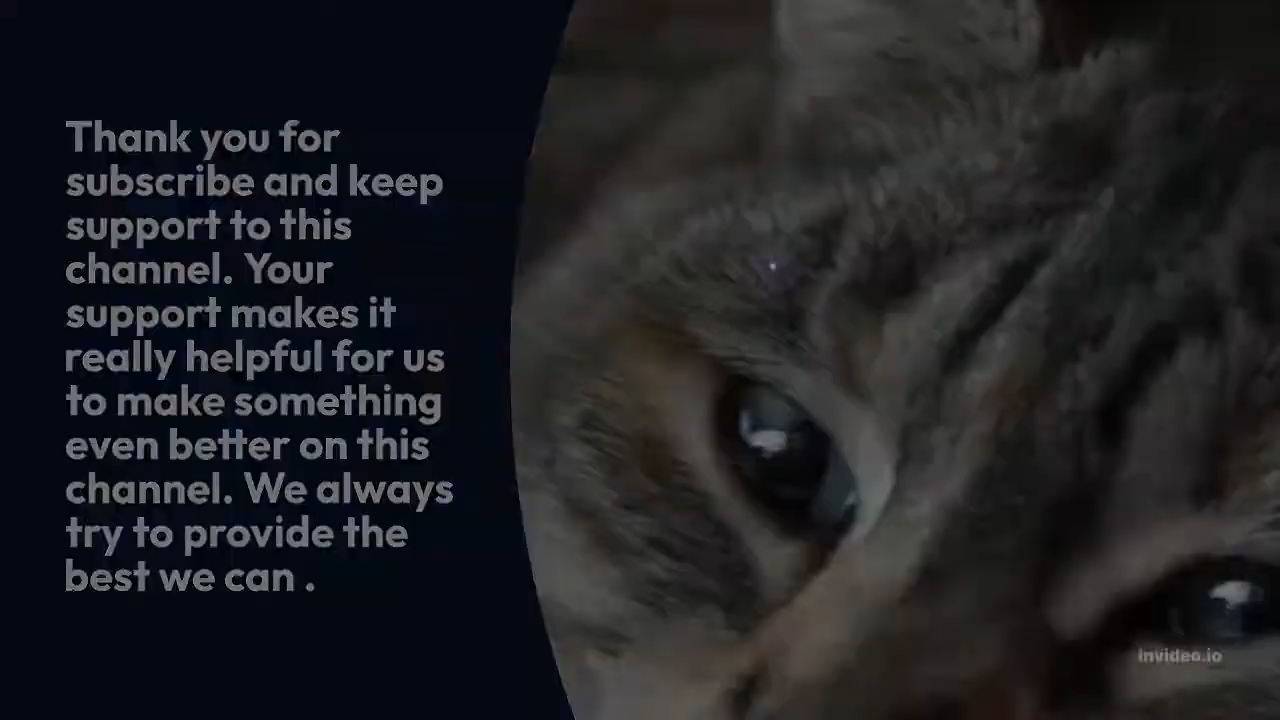 Thank you for
subscribe and keep
support to this
channel. Your
support makes it
really helpful for us
to make something
even better on this
channel. We always
try to provide the
best we can .
invideo.io